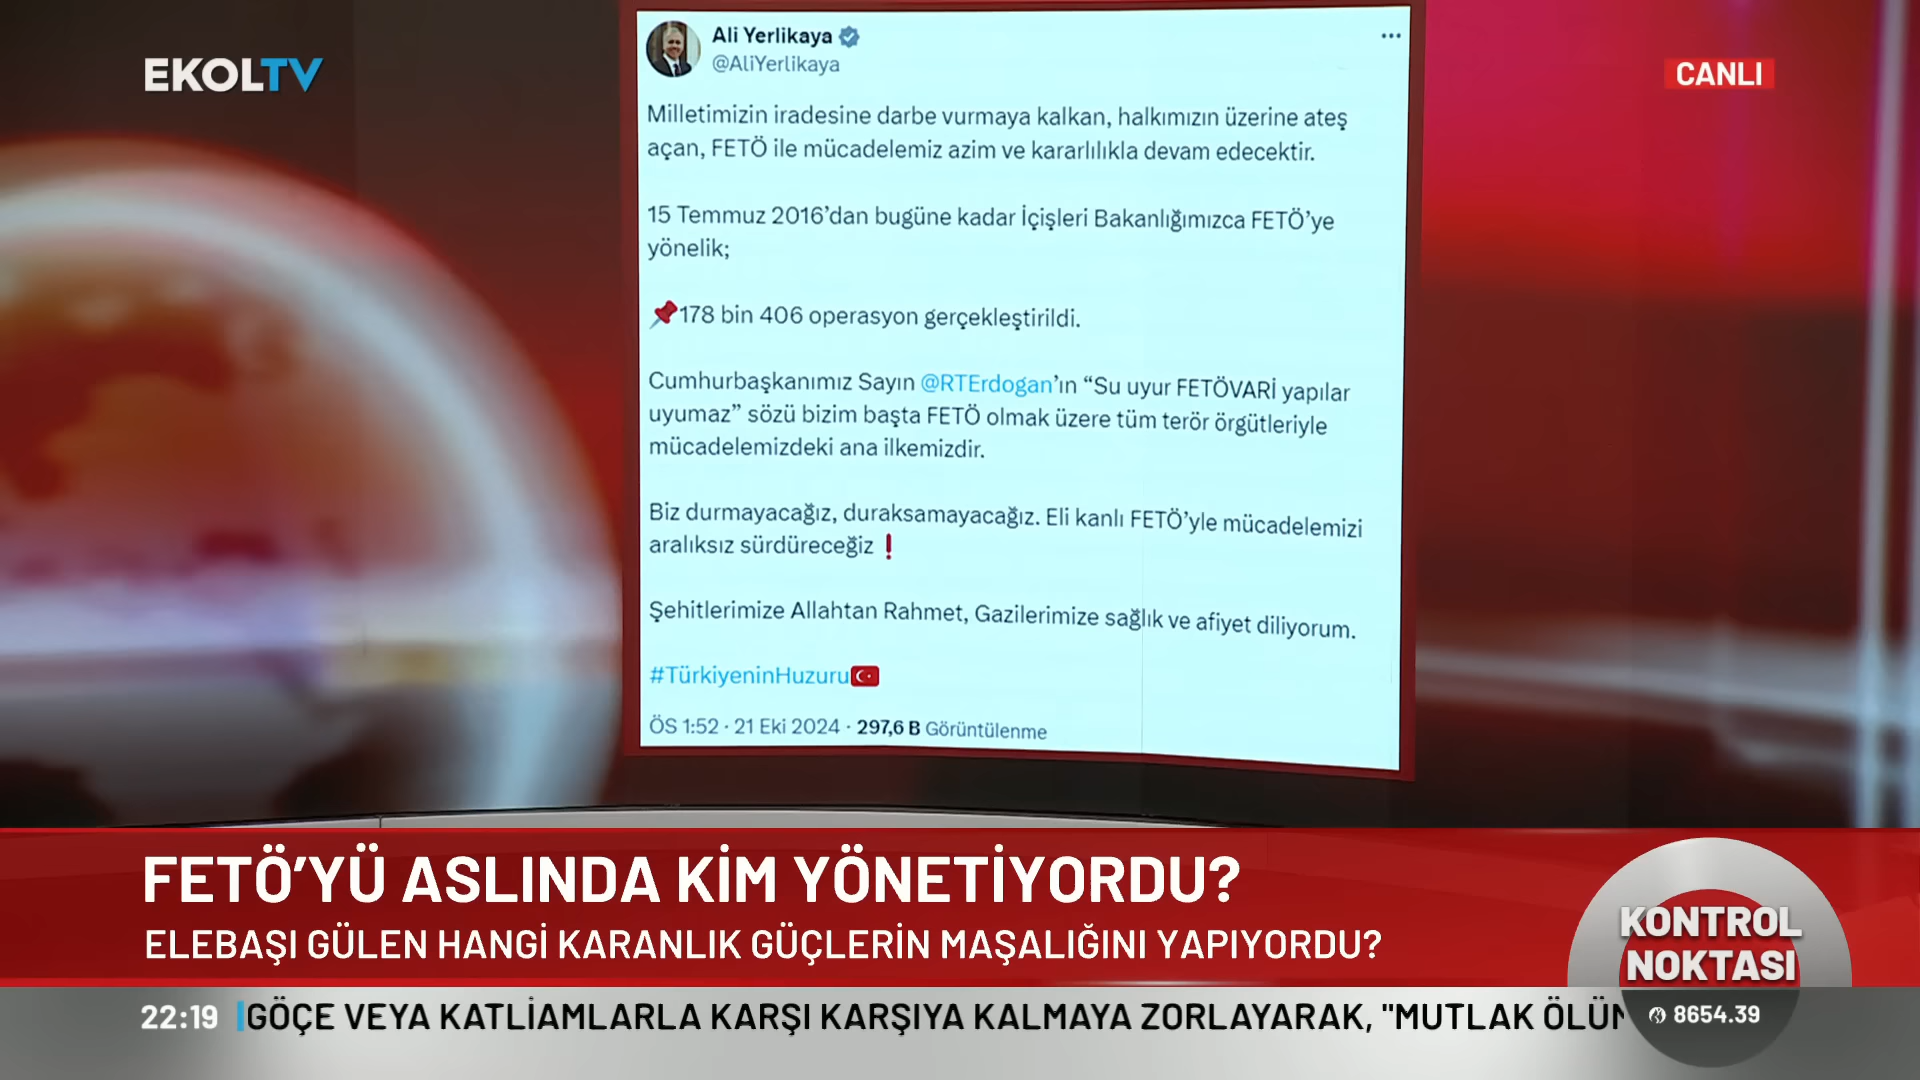 EKOLTV
CANLI
Ali Yerlikaya
@AliYerlikaya
Milletimizin iradesine darbe vurmaya kalkan, halkımızın üzerine ateş
açan, FETÖ ile mücadelemiz azim ve kararlılıkla devam edecektir.
15 Temmuz 2016'dan bugüne kadar İçişleri Bakanlığımızca FETÖ'ye
yönelik;
📌178 bin 406 operasyon gerçekleştirildi.
Cumhurbaşkanımız Sayın @RTErdogan'ın “Su uyur FETÖVARİ yapılar
uyumaz” sözü bizim başta FETÖ olmak üzere tüm terör örgütleriyle
mücadelemizdeki ana ilkemizdir.
Biz durmayacağız, duraksamayacağız. Eli kanlı FETÖ'yle mücadelemizi
aralıksız sürdüreceğiz❗
Şehitlerimize Allahtan Rahmet, Gazilerimize sağlık ve afiyet diliyorum.
#TürkiyeninHuzuru🇹🇷
ÖS 1:52 · 21 Eki 2024 · 297,6 B Görüntülenme
FETÖ'YÜ ASLINDA KİM YÖNETİYORDU?
ELEBAŞI GÜLEN HANGİ KARANLIK GÜÇLERİN MAŞALIĞINI YAPIYORDU?
KONTROL
NOKTASI
22:19 GÖÇE VEYA KATLİAMLARLA KARŞI KARŞIYA KALMAYA ZORLAYARAK, "MUTLAK
8654.39